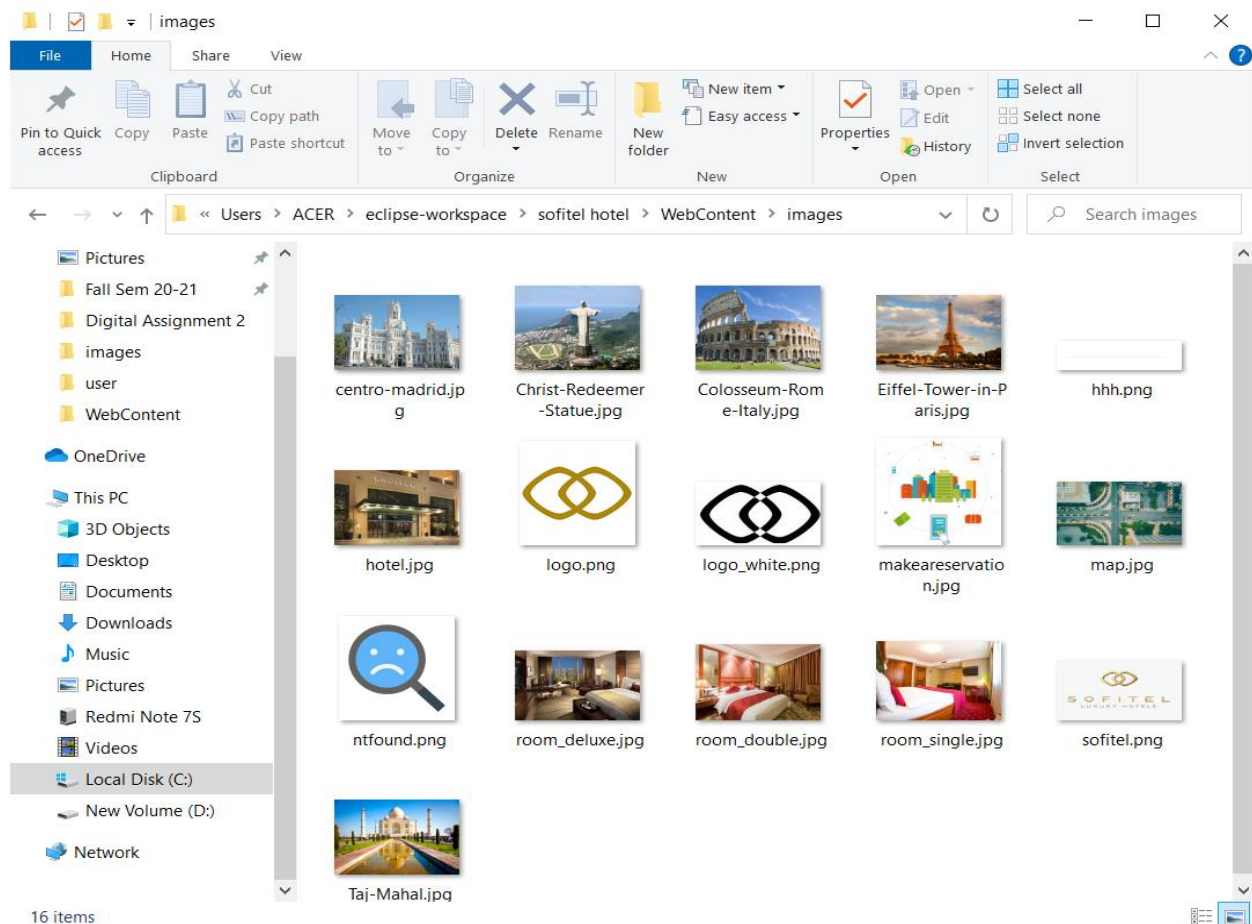 images
File Home Share View
Cut
Copy path
Paste shortcut
Pin to Quick access
Copy
Paste
Clipboard
Move to
Copy to
Delete
Rename
Organize
New folder
New item
Easy access
New
Properties
Open
Edit
History
Open
Select all
Select none
Invert selection
Select
« Users > ACER > eclipse-workspace > sofitel hotel > WebContent > images
Search images
Pictures
Fall Sem 20-21
Digital Assignment 2
images
user
WebContent
OneDrive
This PC
3D Objects
Desktop
Documents
Downloads
Music
Pictures
Redmi Note 7S
Videos
Local Disk (C:)
New Volume (D:)
Network
centro-madrid.jp
g
Christ-Redeemer
-Statue.jpg
Colosseum-Rom
e-Italy.jpg
Eiffel-Tower-in-P
aris.jpg
hhh.png
hotel.jpg
logo.png
logo_white.png
makeareservatio
n.jpg
map.jpg
ntfound.png
room_deluxe.jpg
room_double.jpg
room_single.jpg
SOFITEL
LUXURY HOTELS
sofitel.png
Taj-Mahal.jpg
16 items